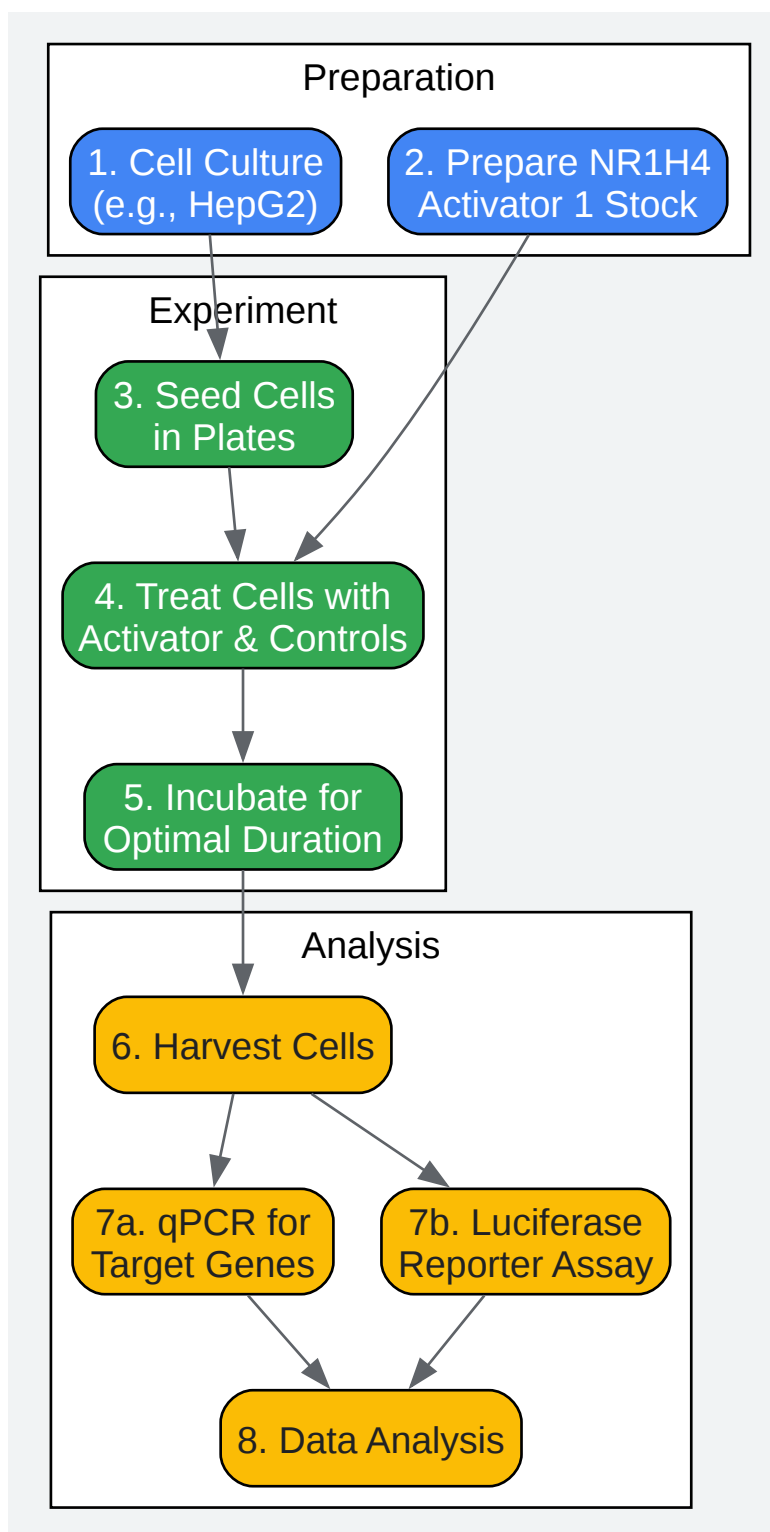 Preparation
1. Cell Culture
(e.g., HepG2)
2. Prepare NR1H4
Activator 1 Stock
Experiment
3. Seed Cells
in Plates
4. Treat Cells with
Activator & Controls
5. Incubate for
Optimal Duration
Analysis
6. Harvest Cells
7a. qPCR for
Target Genes
7b. Luciferase
Reporter Assay
8. Data Analysis